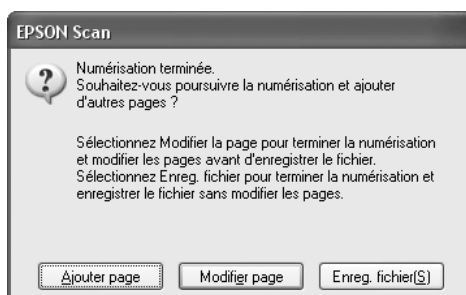 EPSON Scan
Numérisation terminée.
Souhaitez-vous poursuivre la numérisation et ajouter
d'autres pages ?
Sélectionnez Modifier la page pour terminer la numérisation
et modifier les pages avant d'enregistrer le fichier.
Sélectionnez Enreg. fichier pour terminer la numérisation et
enregistrer le fichier sans modifier les pages.
Ajouter page Modifier page Enreg. fichier(S)